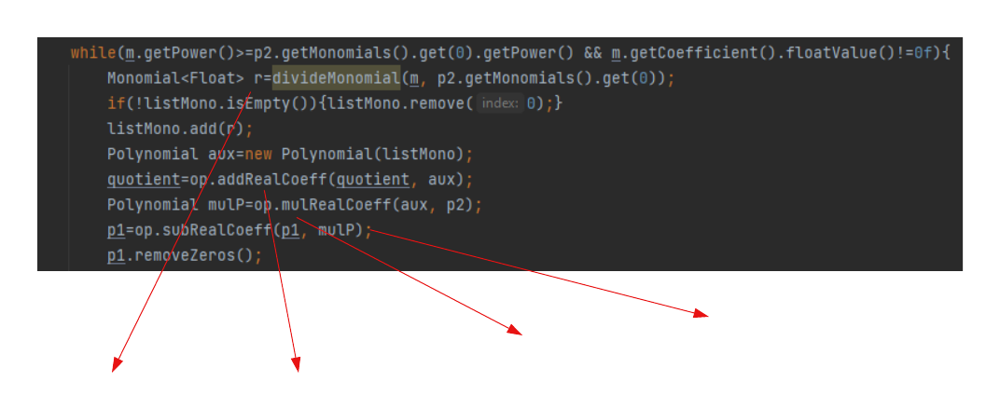 while(m.getPower()>=p2.getMonomials().get(0).getPower() && m.getCoefficient().floatValue()!=0f){
Monomial<Float> r=divideMonomial(m, p2.getMonomials().get(0));
if(!listMono.isEmpty()){listMono.remove( index: 0);}
listMono.add(r);
Polynomial aux=new Polynomial(listMono);
quotient=op.addRealCoeff(quotient, aux);
Polynomial mulP=op.mulRealCoeff(aux, p2);
p1=op.subRealCoeff(p1, mulP);
p1.removeZeros();